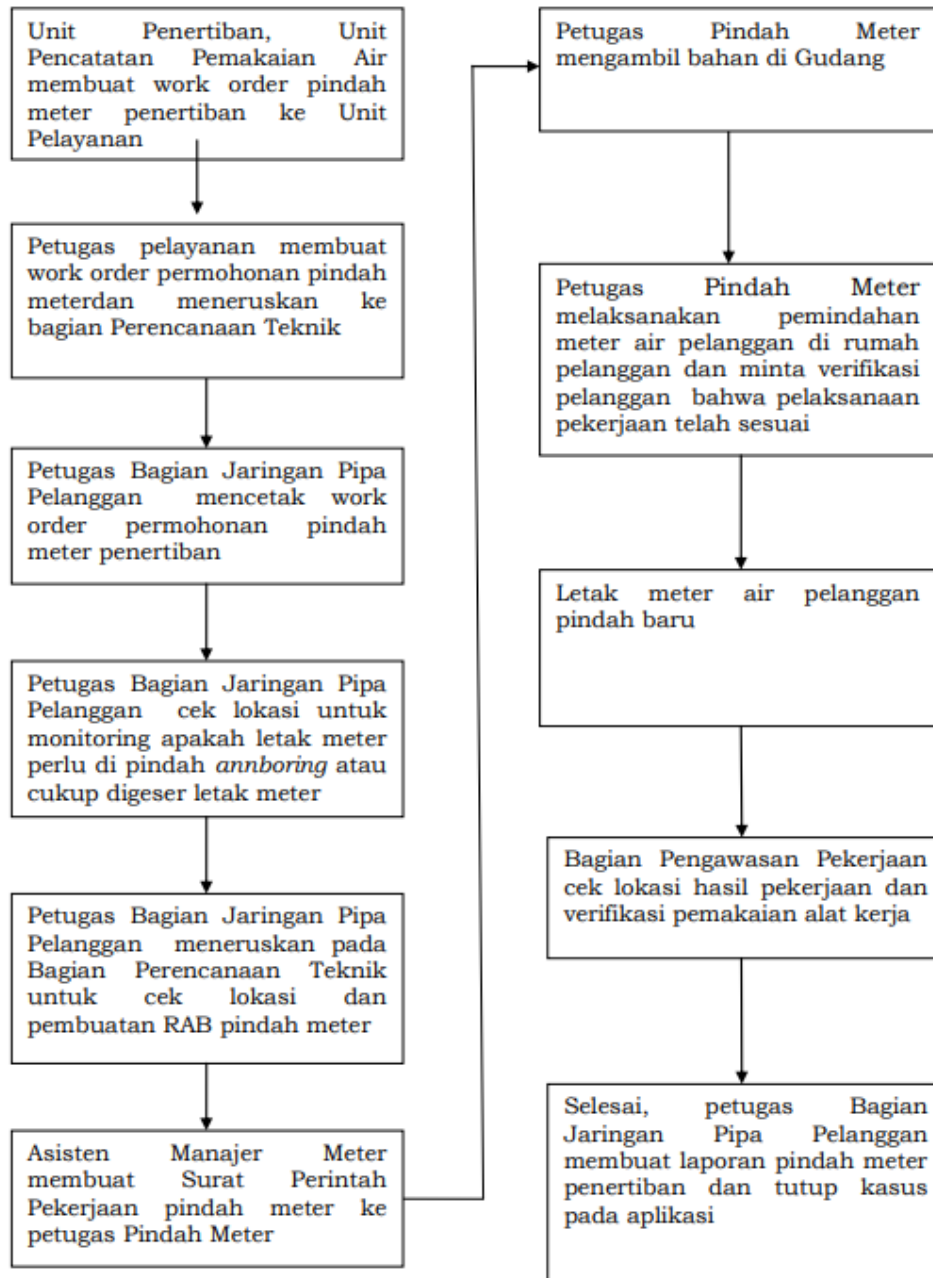 Unit Penertiban, Unit
Pencatatan Pemakaian Air
membuat work order pindah
meter penertiban ke Unit
Pelayanan
Petugas pelayanan membuat
work order permohonan pindah
meterdan meneruskan ke
bagian Perencanaan Teknik
Petugas Bagian Jaringan Pipa
Pelanggan mencetak work
order permohonan pindah
meter penertiban
Petugas Bagian Jaringan Pipa
Pelanggan cek lokasi untuk
monitoring apakah letak meter
perlu di pindah annboring atau
cukup digeser letak meter
Petugas Bagian Jaringan Pipa
Pelanggan meneruskan pada
Bagian Perencanaan Teknik
untuk cek lokasi dan
pembuatan RAB pindah meter
Asisten Manajer Meter
membuat Surat Perintah
Pekerjaan pindah meter ke
petugas Pindah Meter
Petugas Pindah Meter
mengambil bahan di Gudang
Petugas Pindah Meter
melaksanakan pemindahan
meter air pelanggan di rumah
pelanggan dan minta verifikasi
pelanggan bahwa pelaksanaan
pekerjaan telah sesuai
Letak meter air pelanggan
pindah baru
Bagian Pengawasan Pekerjaan
cek lokasi hasil pekerjaan dan
verifikasi pemakaian alat kerja
Selesai, petugas Bagian
Jaringan Pipa Pelanggan
membuat laporan pindah meter
penertiban dan tutup kasus
pada aplikasi